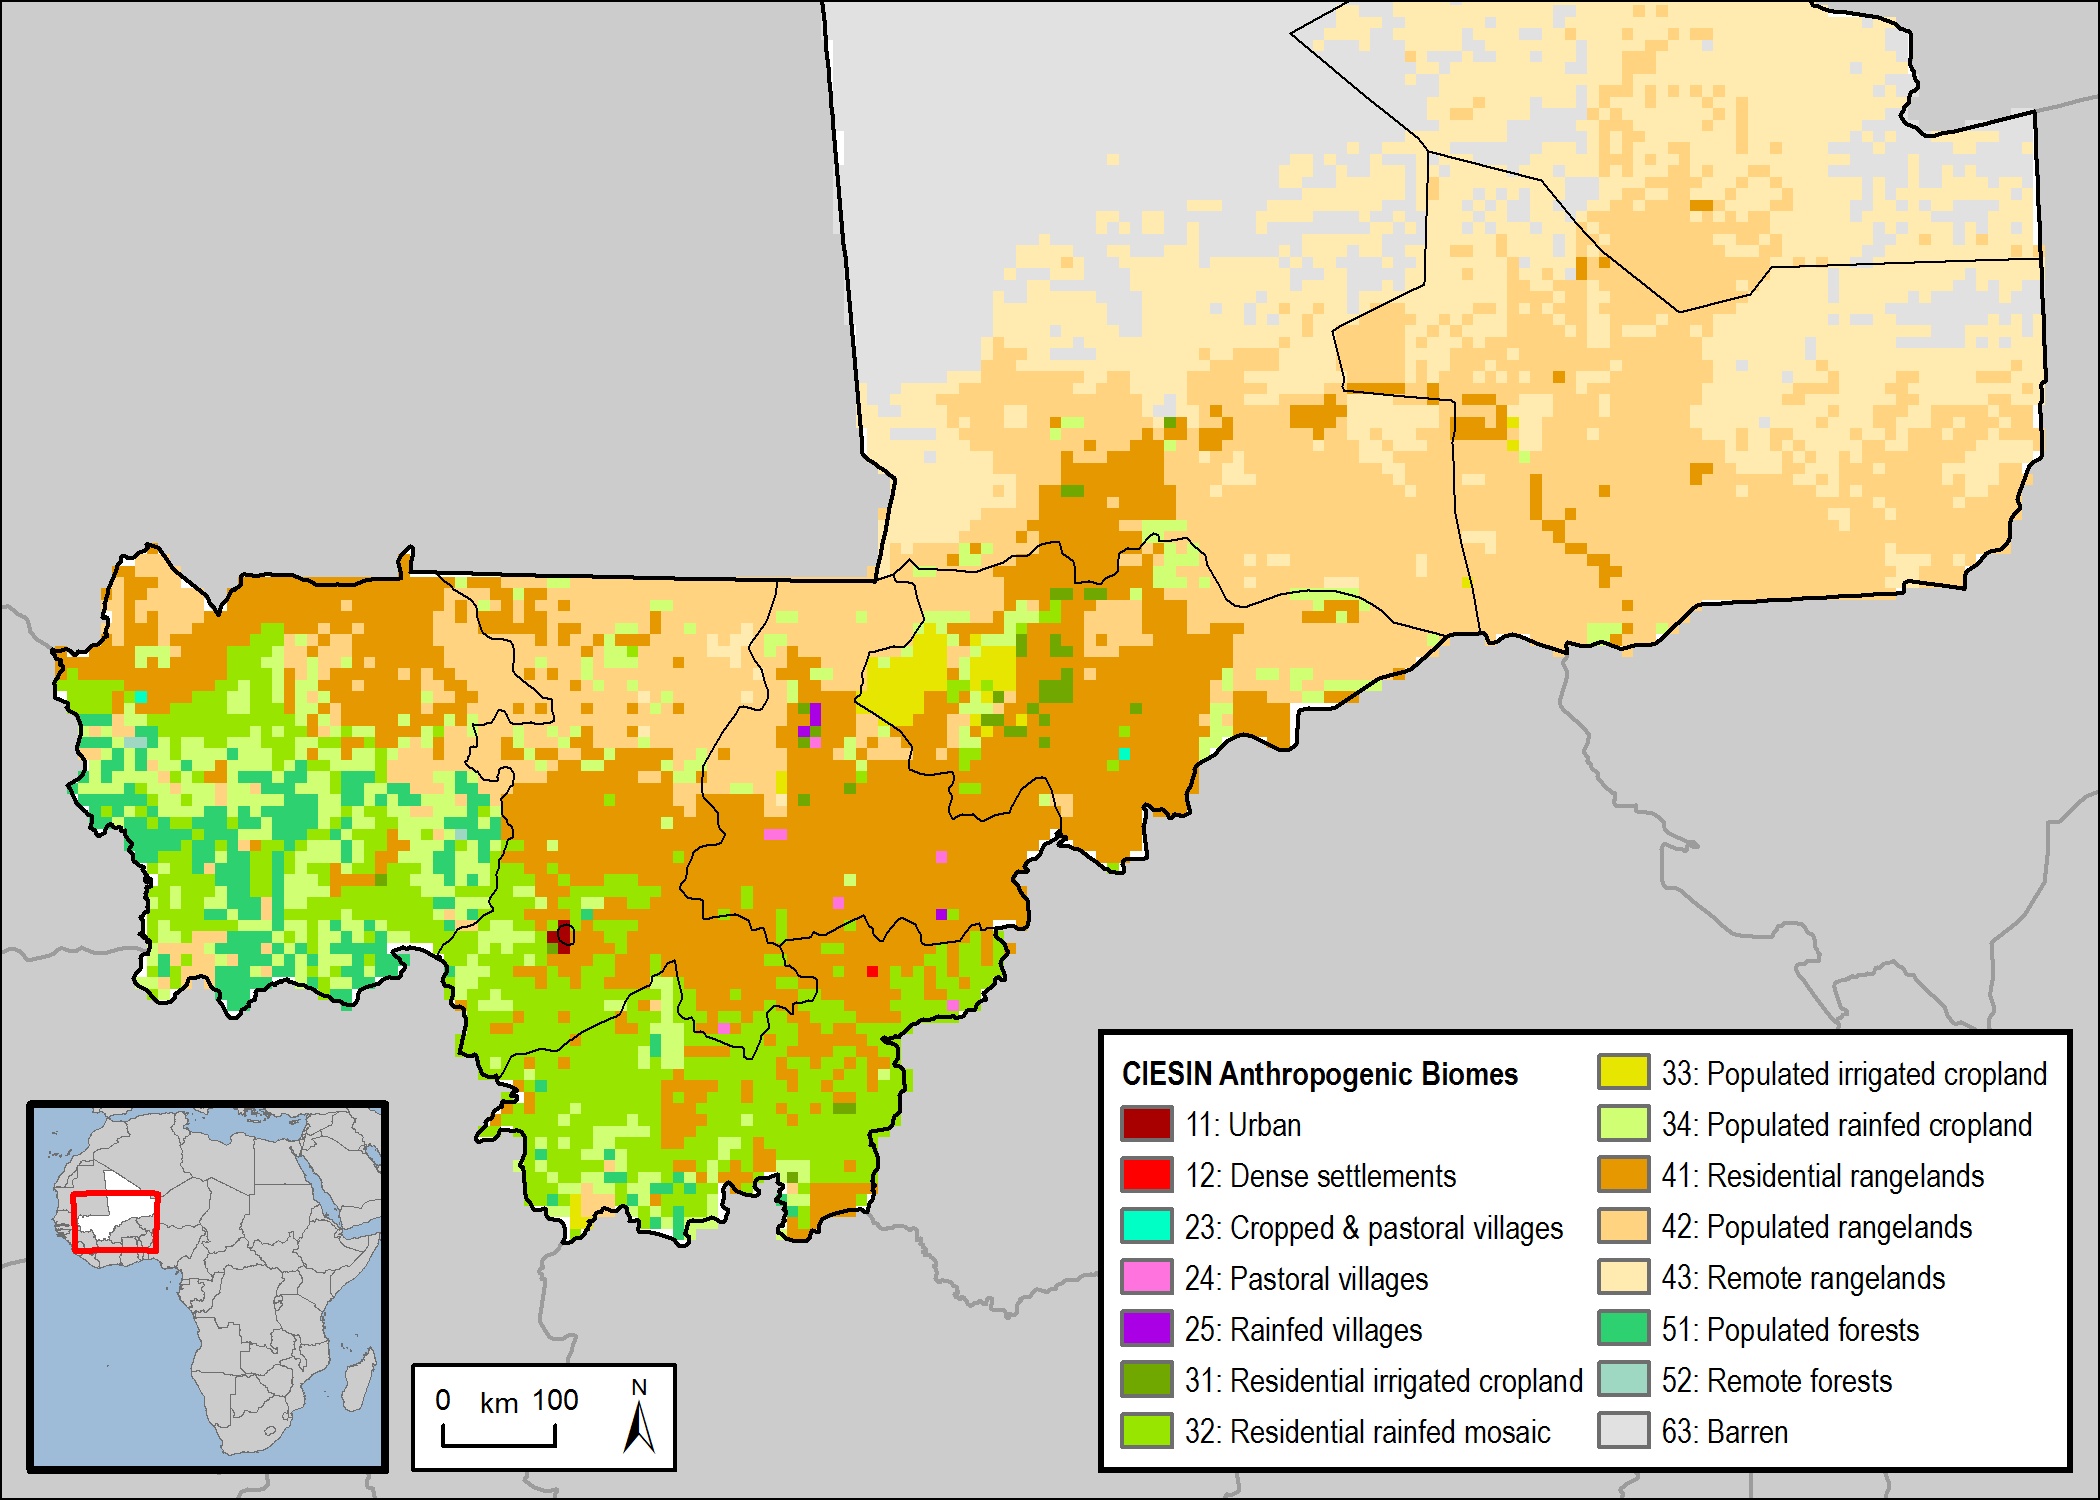 CIESIN Anthropogenic Biomes
11: Urban
12: Dense settlements
23: Cropped & pastoral villages
24: Pastoral villages
25: Rainfed villages
31: Residential irrigated cropland
32: Residential rainfed mosaic
33: Populated irrigated cropland
34: Populated rainfed cropland
41: Residential rangelands
42: Populated rangelands
43: Remote rangelands
51: Populated forests
52: Remote forests
63: Barren
0 km 100
N